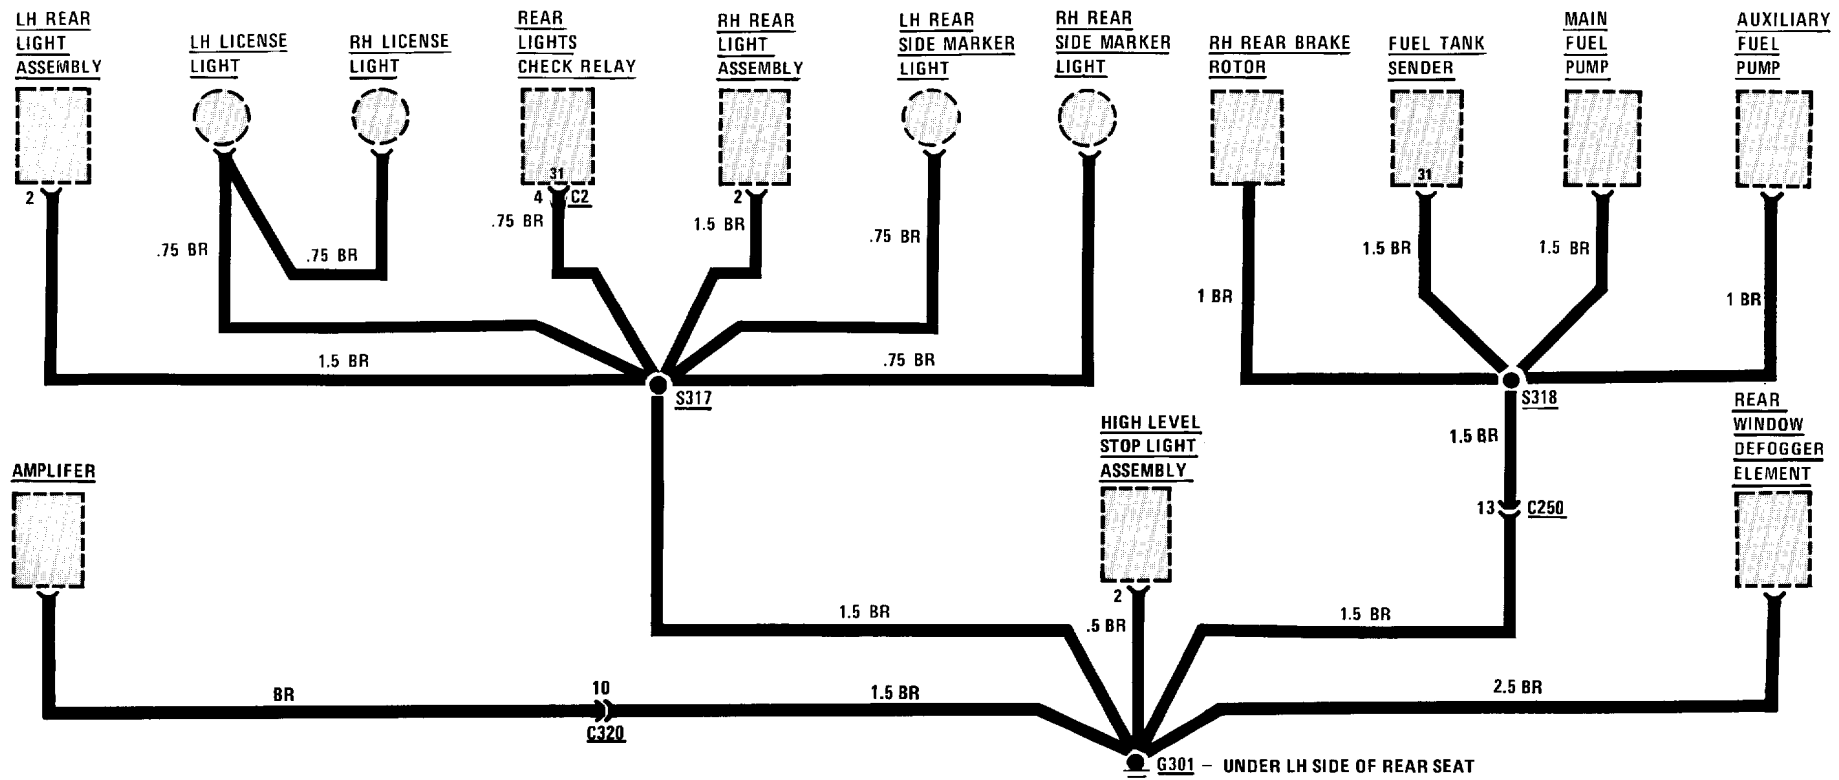 LH REAR
LIGHT
ASSEMBLY
LH LICENSE
LIGHT
RH LICENSE
LIGHT
REAR
LIGHTS
CHECK RELAY
RH REAR
LIGHT
ASSEMBLY
LH REAR
SIDE MARKER
LIGHT
RH REAR
SIDE MARKER
LIGHT
RH REAR BRAKE
ROTOR
FUEL TANK
SENDER
MAIN
FUEL
PUMP
AUXILIARY
FUEL
PUMP
31
31
2
4
C2
2
.75 BR
.75 BR
.75 BR
1.5 BR
.75 BR
1.5 BR
1.5 BR
1 BR
1 BR
1.5 BR
.75 BR
S317
S318
HIGH LEVEL
STOP LIGHT
ASSEMBLY
1.5 BR
REAR
WINDOW
DEFOGGER
ELEMENT
AMPLIFER
13
C250
2
.5 BR
1.5 BR
1.5 BR
BR
10
C320
1.5 BR
2.5 BR
G301 – UNDER LH SIDE OF REAR SEAT